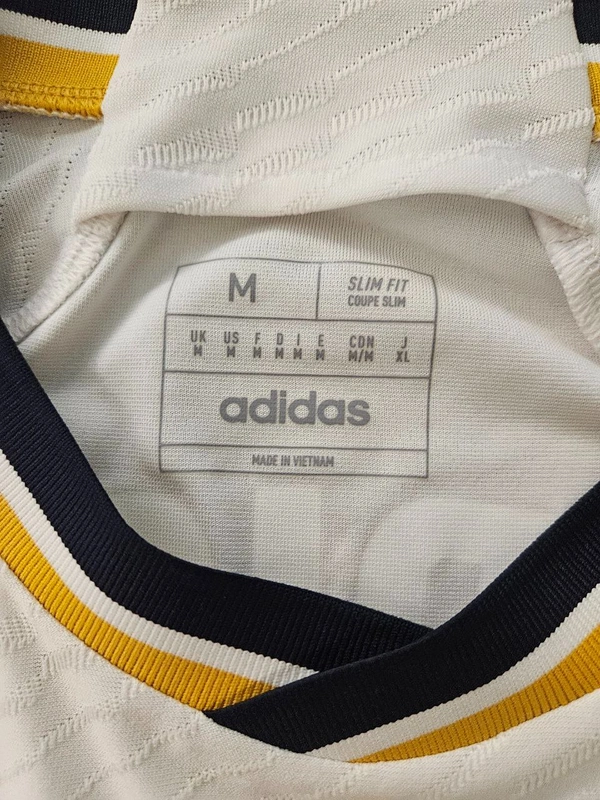 M
SLIM FIT
COUPE SLIM
UK US F D I E CDN J
M M M M M M M/M XL
adidas
MADE IN VIETNAM